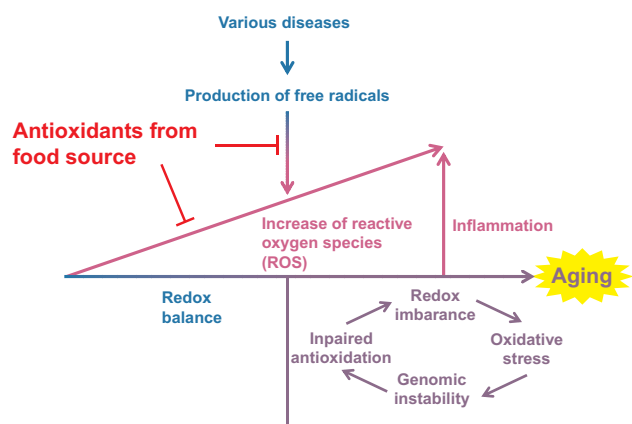 Various diseases
Production of free radicals
Antioxidants from
food source
Increase of reactive
oxygen species
(ROS)
Inflammation
Aging
Redox
balance
Redox
imbarance
Inpaired
antioxidation
Oxidative
stress
Genomic
instability